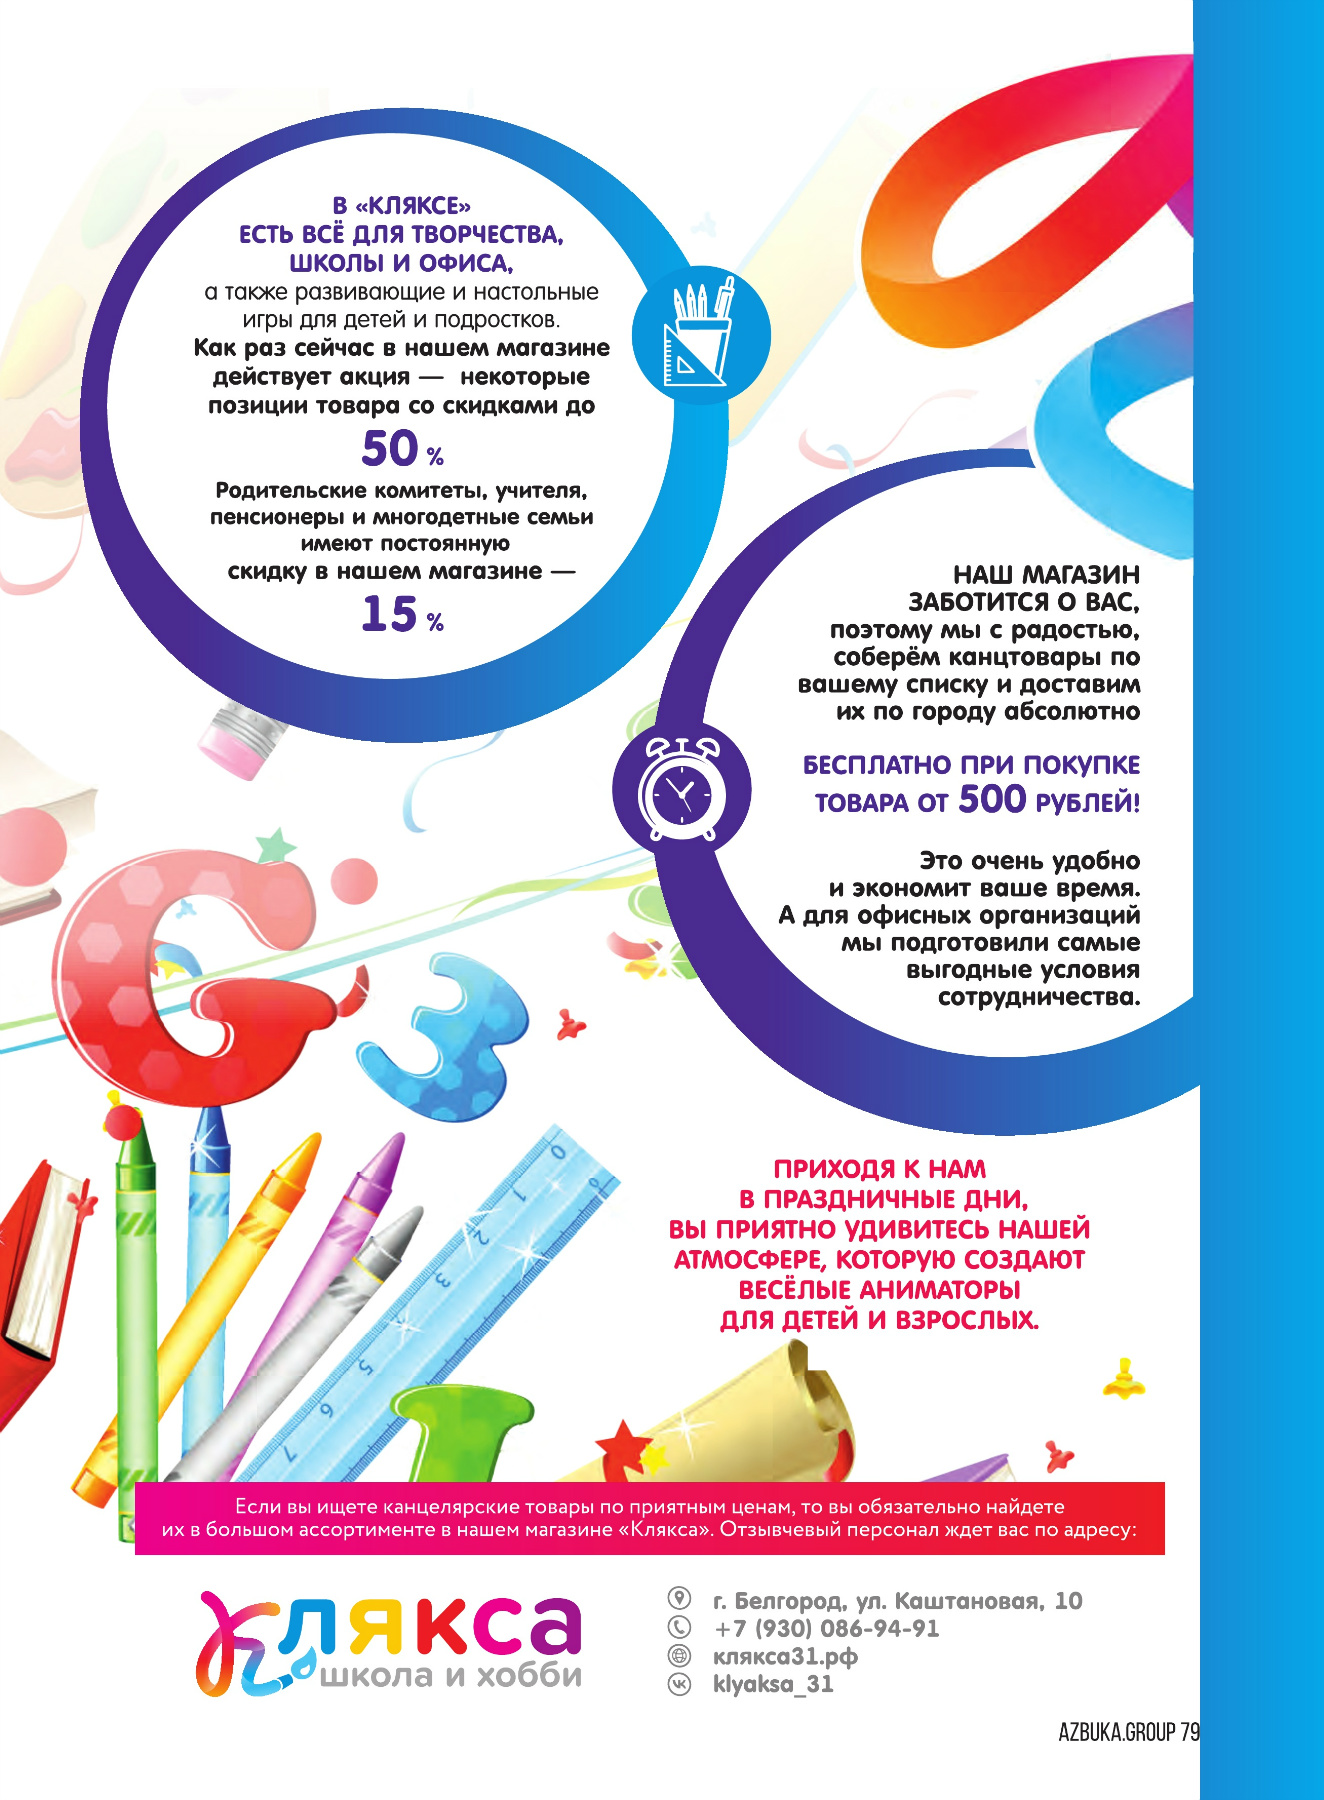 В «КЛЯКСЕ»
ЕСТЬ ВСЁ ДЛЯ ТВОРЧЕСТВА,
ШКОЛЫ И ОФИСА,
а также развивающие и настольные
игры для детей и подростков.
Как раз сейчас в нашем магазине
действует акция — некоторые
позиции товара со скидками до
50 %
Родительские комитеты, учителя,
пенсионеры и многодетные семьи
имеют постоянную
скидку в нашем магазине —
15 %
НАШ МАГАЗИН
ЗАБОТИТСЯ О ВАС,
поэтому мы с радостью,
соберём канцтовары по
вашему списку и доставим
их по городу абсолютно
БЕСПЛАТНО ПРИ ПОКУПКЕ
ТОВАРА ОТ 500 РУБЛЕЙ!
Это очень удобно
и экономит ваше время.
А для офисных организаций
мы подготовили самые
выгодные условия
сотрудничества.
G
3
0
1
2
3
5
6
7
ПРИХОДЯ К НАМ
В ПРАЗДНИЧНЫЕ ДНИ,
ВЫ ПРИЯТНО УДИВИТЕСЬ НАШЕЙ
АТМОСФЕРЕ, КОТОРУЮ СОЗДАЮТ
ВЕСЁЛЫЕ АНИМАТОРЫ
ДЛЯ ДЕТЕЙ И ВЗРОСЛЫХ.
Если вы ищете канцелярские товары по приятным ценам, то вы обязательно найдете
их в большом ассортименте в нашем магазине «Клякса». Отзывчевый персонал ждет вас по адресу:
Клякса
школа и хобби
г. Белгород, ул. Каштановая, 10
+7 (930) 086-94-91
клякса31.рф
klyaksa_31
AZBUKA.GROUP 79